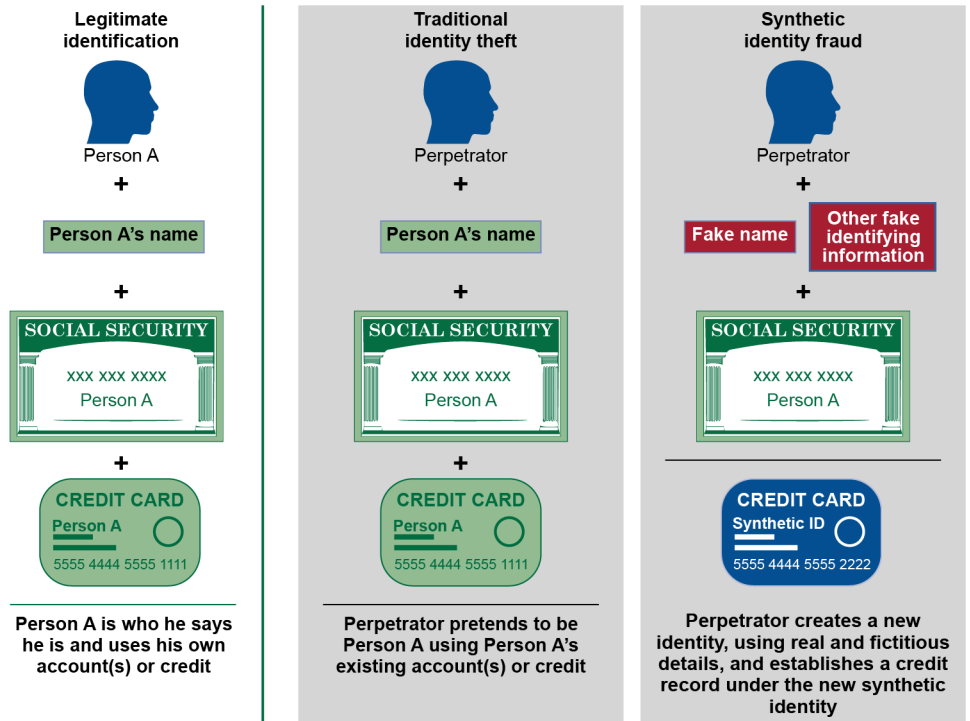 Legitimate
identification
Person A
+
Person A's name
+
SOCIAL SECURITY
XXX XXX XXXX
Person A
+
CREDIT CARD
Person A
5555 4444 5555 1111
Person A is who he says
he is and uses his own
account(s) or credit
Traditional
identity theft
Perpetrator
+
Person A's name
+
SOCIAL SECURITY
XXX XXX XXXX
Person A
+
CREDIT CARD
Person A
5555 4444 5555 1111
Perpetrator pretends to be
Person A using Person A's
existing account(s) or credit
Synthetic
identity fraud
Perpetrator
+
Fake name
Other fake
identifying
information
+
SOCIAL SECURITY
XXX XXX XXXX
Person A
CREDIT CARD
Synthetic ID
5555 4444 5555 2222
Perpetrator creates a new
identity, using real and fictitious
details, and establishes a credit
record under the new synthetic
identity